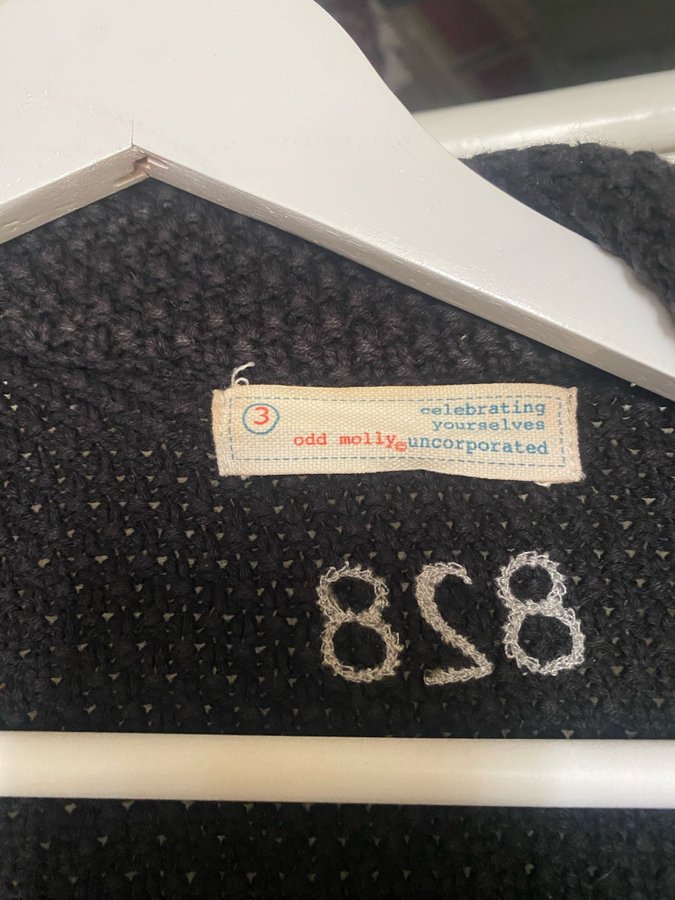 3
celebrating
yourselves
odd molly© uncorporated
828